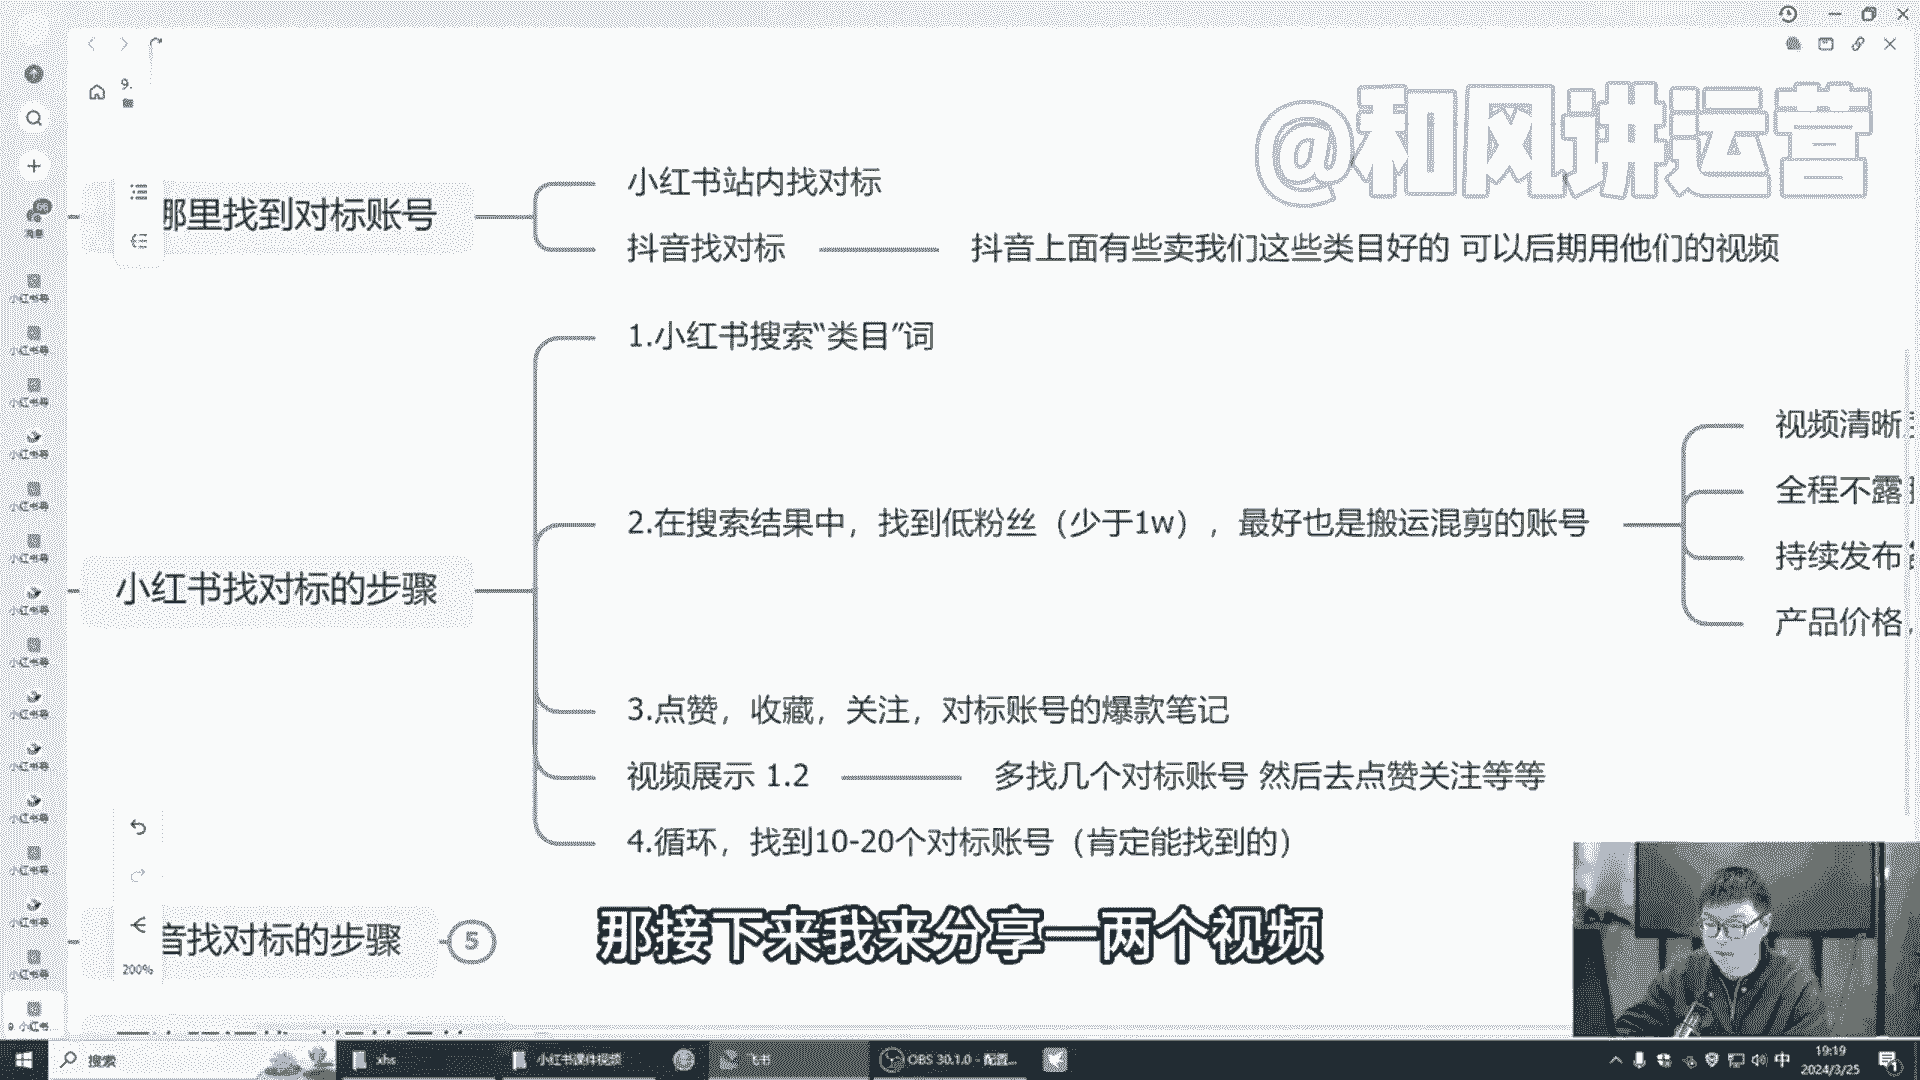 9.
@和风讲运营
哪里找到对标账号
小红书站内找对标
抖音找对标
抖音上面有些卖我们这些类目好的 可以后期用他们的视频
小红书找对标的步骤
1.小红书搜索“类目”词
2.在搜索结果中，找到低粉丝（少于1w），最好也是搬运混剪的账号
视频清晰
全程不露
持续发布
产品价格，
3.点赞，收藏，关注，对标账号的爆款笔记
视频展示 1.2
多找几个对标账号 然后去点赞关注等等
4.循环，找到10-20个对标账号（肯定能找到的）
音找对标的步骤
5
200%
那接下来我来分享一两个视频
搜索
xhs
小红书课件视频
飞书
OBS 30.1.0 - 配置...
中
19:19
2024/3/25